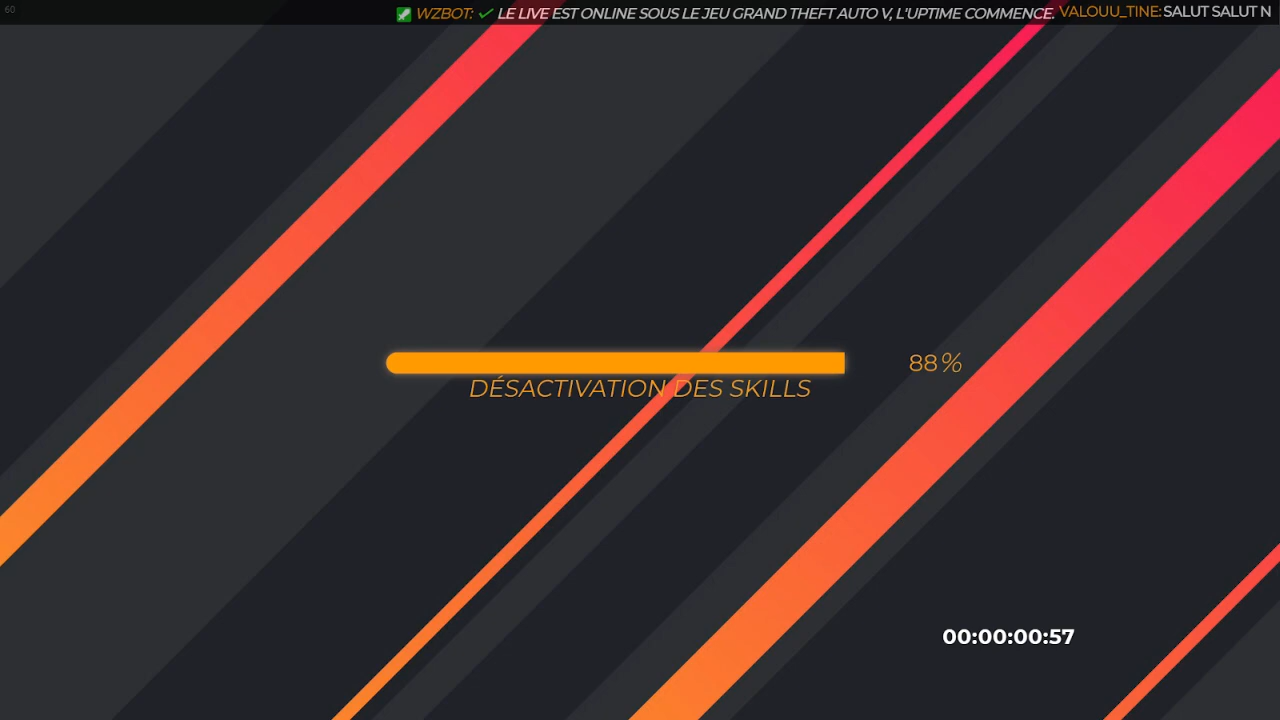 60
WZBOT: ✓ LE LIVE EST ONLINE SOUS LE JEU GRAND THEFT AUTO V, L'UPTIME COMMENCE. VALOUU_TINE: SALUT SALUT N
88%
DÉSACTIVATION DES SKILLS
00:00:00:57